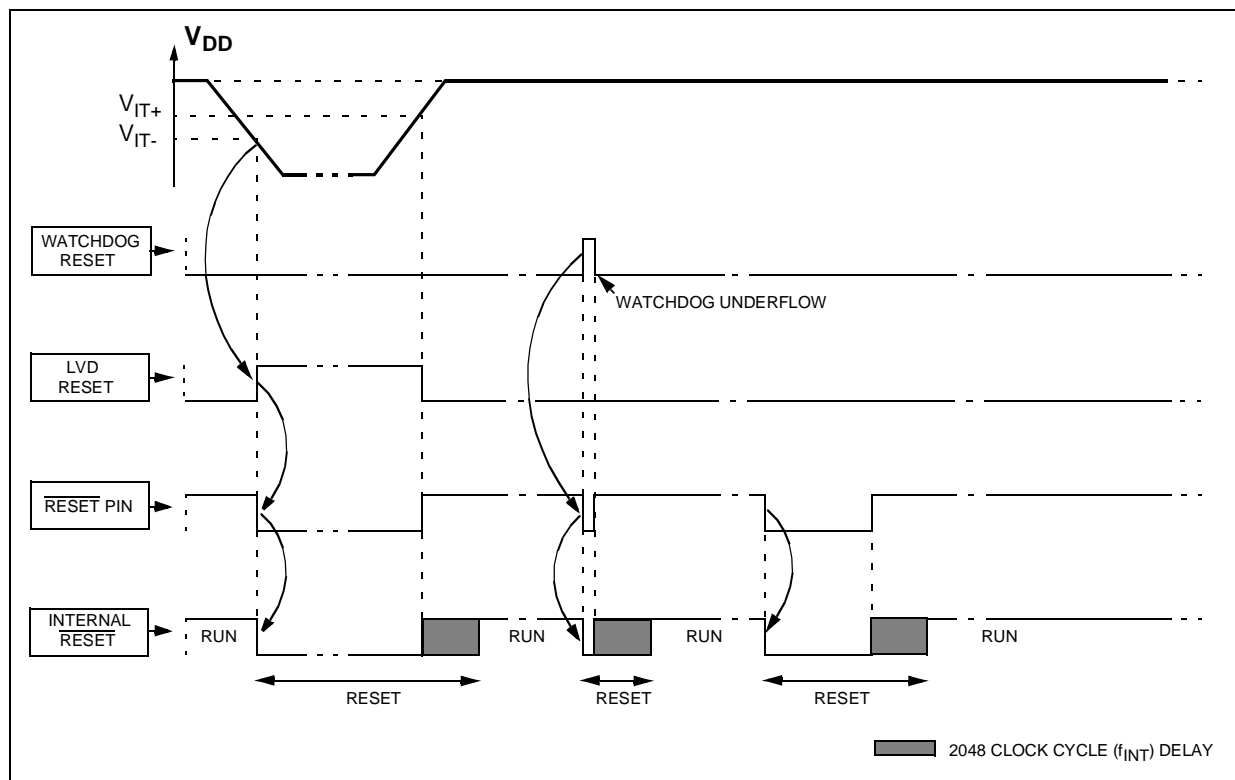 VDD
VIT+
VIT-
WATCHDOG
RESET
WATCHDOG UNDERFLOW
LVD
RESET
RESET PIN
INTERNAL
RESET
RUN
RUN
RUN
RUN
RESET
RESET
RESET
2048 CLOCK CYCLE (fINT) DELAY